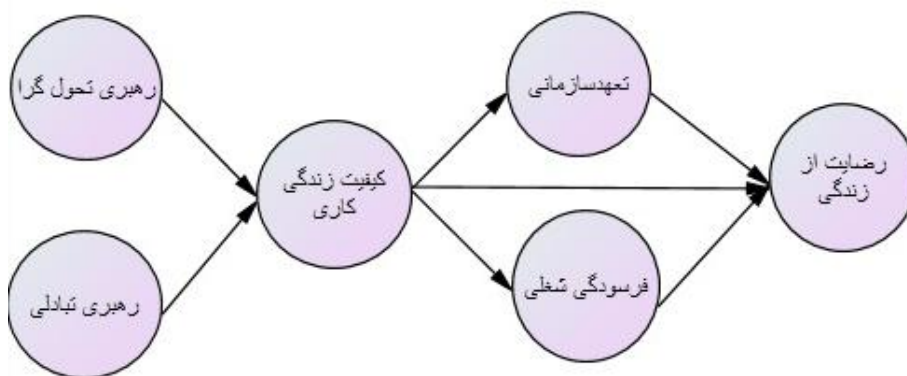 رهبری تحول گرا
رهبری تبادلی
کیفیت زندگی
کاری
تعهدسازمانی
فرسودگی شغلی
رضایت از
زندگی